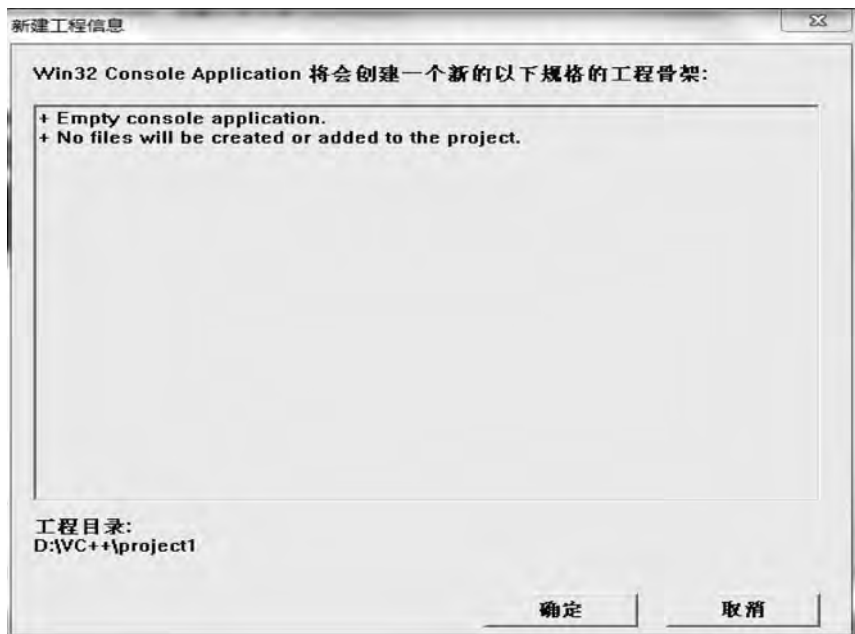 新建工程信息
Win32 Console Application 将会创建一个新的以下规格的工程骨架:
+ Empty console application.
+ No files will be created or added to the project.
工程目录:
D:\VC++\project1
确定
取消